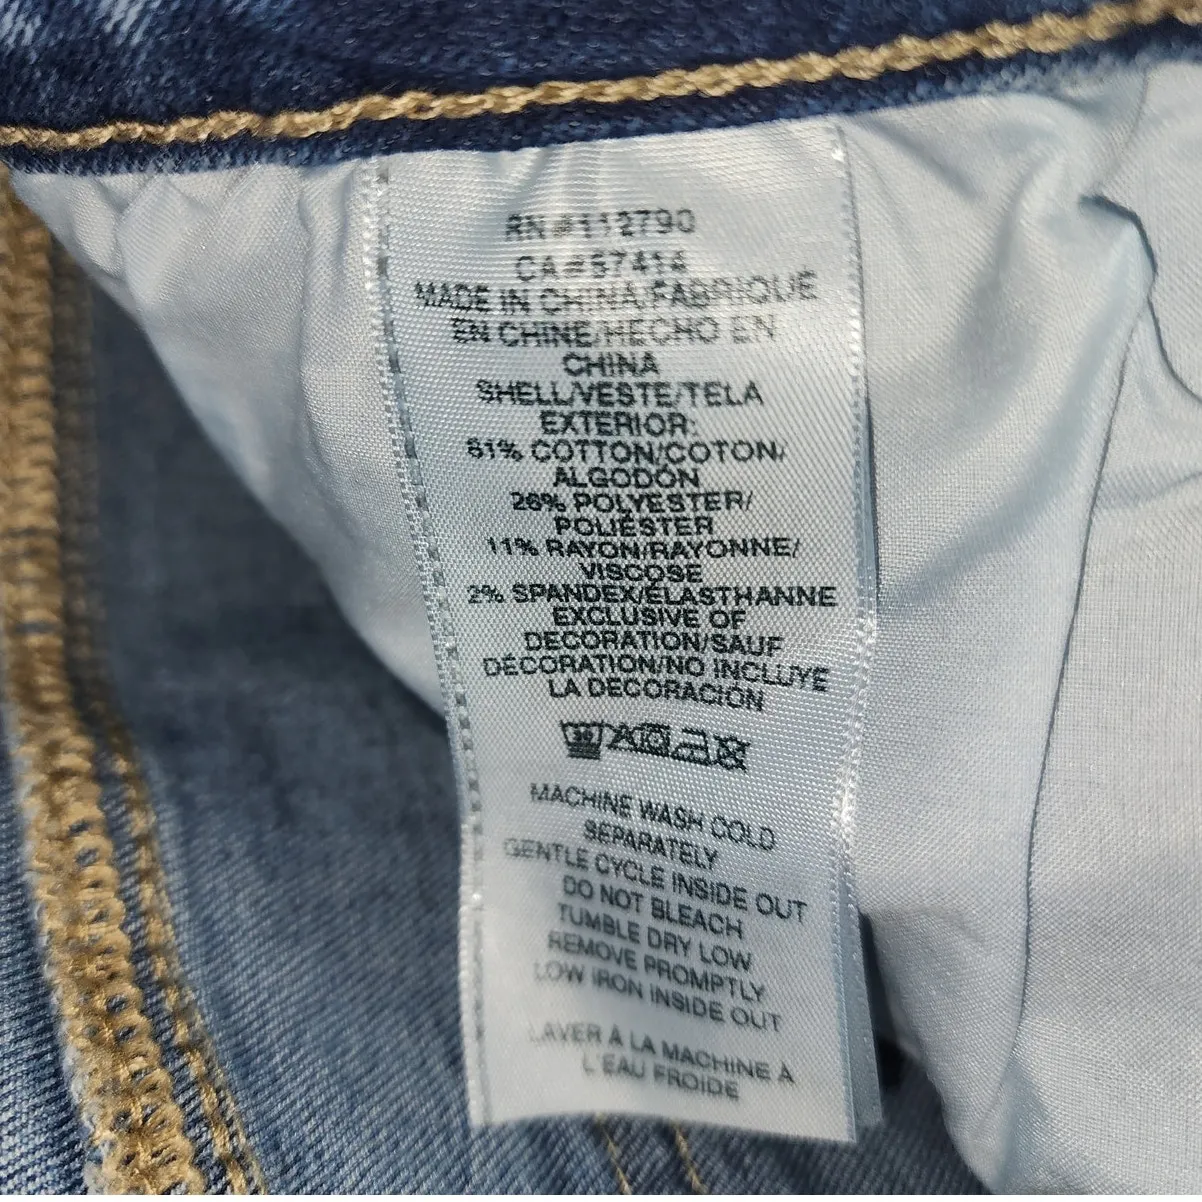 RN#112790
CA#57414
MADE IN CHINA/FABRIQUE
EN CHINE/HECHO EN
CHINA
SHELL/VESTE/TELA
EXTERIOR:
61% COTTON/COTON/
ALGODÓN
26% POLYESTER/
POLIÉSTER
11% RAYON/RAYONNE/
VISCOSE
2% SPANDEX/ÉLASTHANNE
EXCLUSIVE OF
DECORATION/SAUF
DÉCORATION/NO INCLUYE
LA DECORACIÓN
30
MACHINE WASH COLD
SEPARATELY
GENTLE CYCLE INSIDE OUT
DO NOT BLEACH
TUMBLE DRY LOW
REMOVE PROMPTLY
LOW IRON INSIDE OUT
LAVER À LA MACHINE À
L'EAU FROIDE